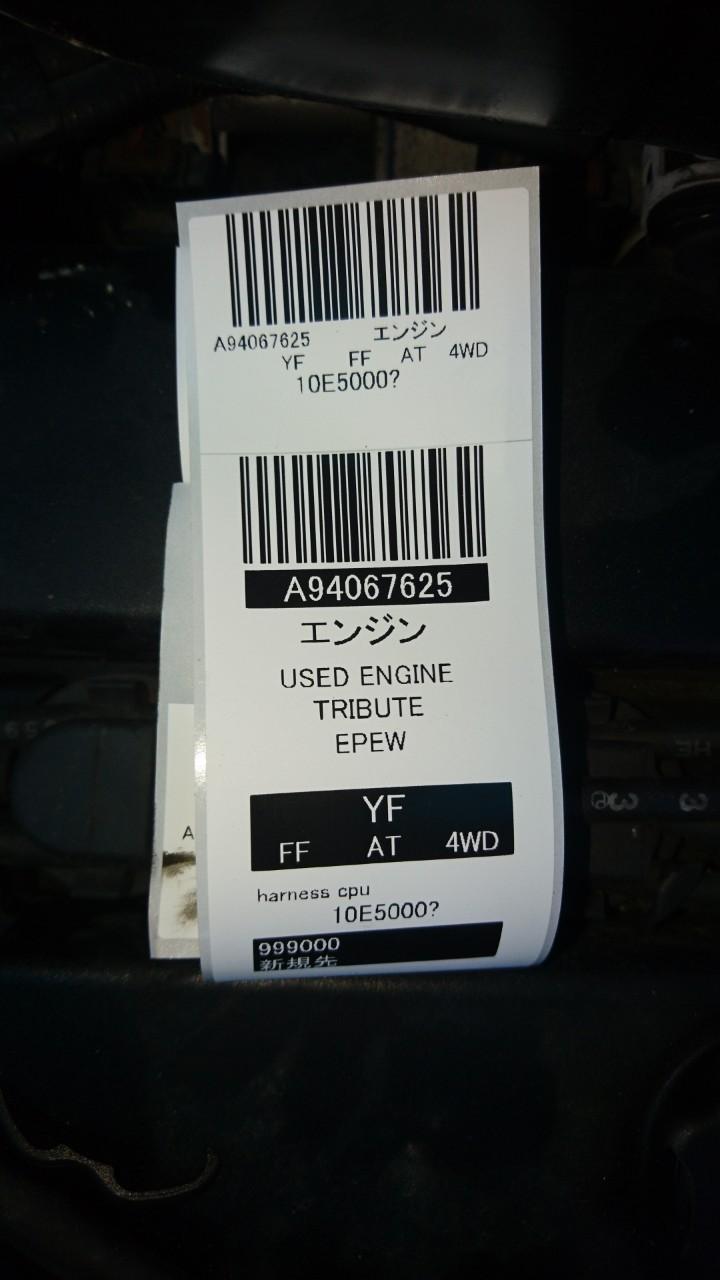 A94067625 エンジン
YF FF AT 4WD
10E5000?
A94067625
エンジン
USED ENGINE
TRIBUTE
EPEW
YF
FF AT 4WD
harness cpu
10E5000?
999000
新規先
A